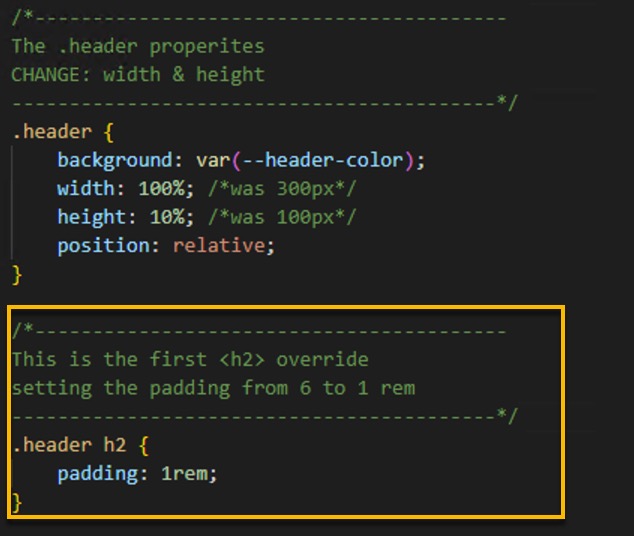 /*-----------------------------------------
The .header properites
CHANGE: width & height
------------------------------------------*/
.header {
    background: var(--header-color);
    width: 100%; /*was 300px*/
    height: 10%; /*was 100px*/
    position: relative;
}
/*-----------------------------------------
This is the first <h2> override
setting the padding from 6 to 1 rem
------------------------------------------*/
.header h2 {
    padding: 1rem;
}